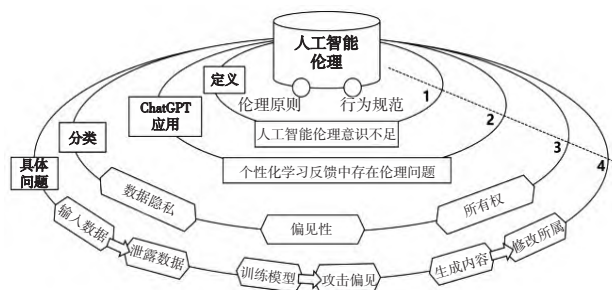 人工智能
伦理
定义
伦理原则
行为规范
1
ChatGPT
应用
人工智能伦理意识不足
2
分类
个性化学习反馈中存在伦理问题
3
具体
问题
4
数据隐私
偏见性
所有权
输入数据
泄露数据
训练模型
攻击偏见
生成内容
修改所属